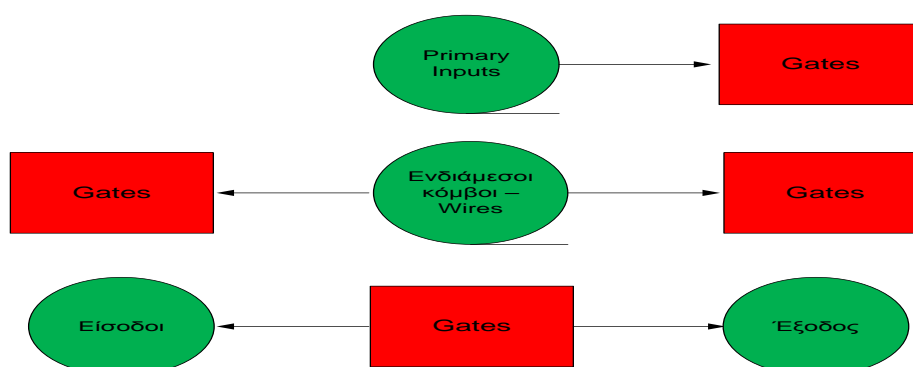 Primary
Inputs
Gates
Gates
Ενδιάμεσοι
κόμβοι –
Wires
Gates
Είσοδοι
Gates
Έξοδος